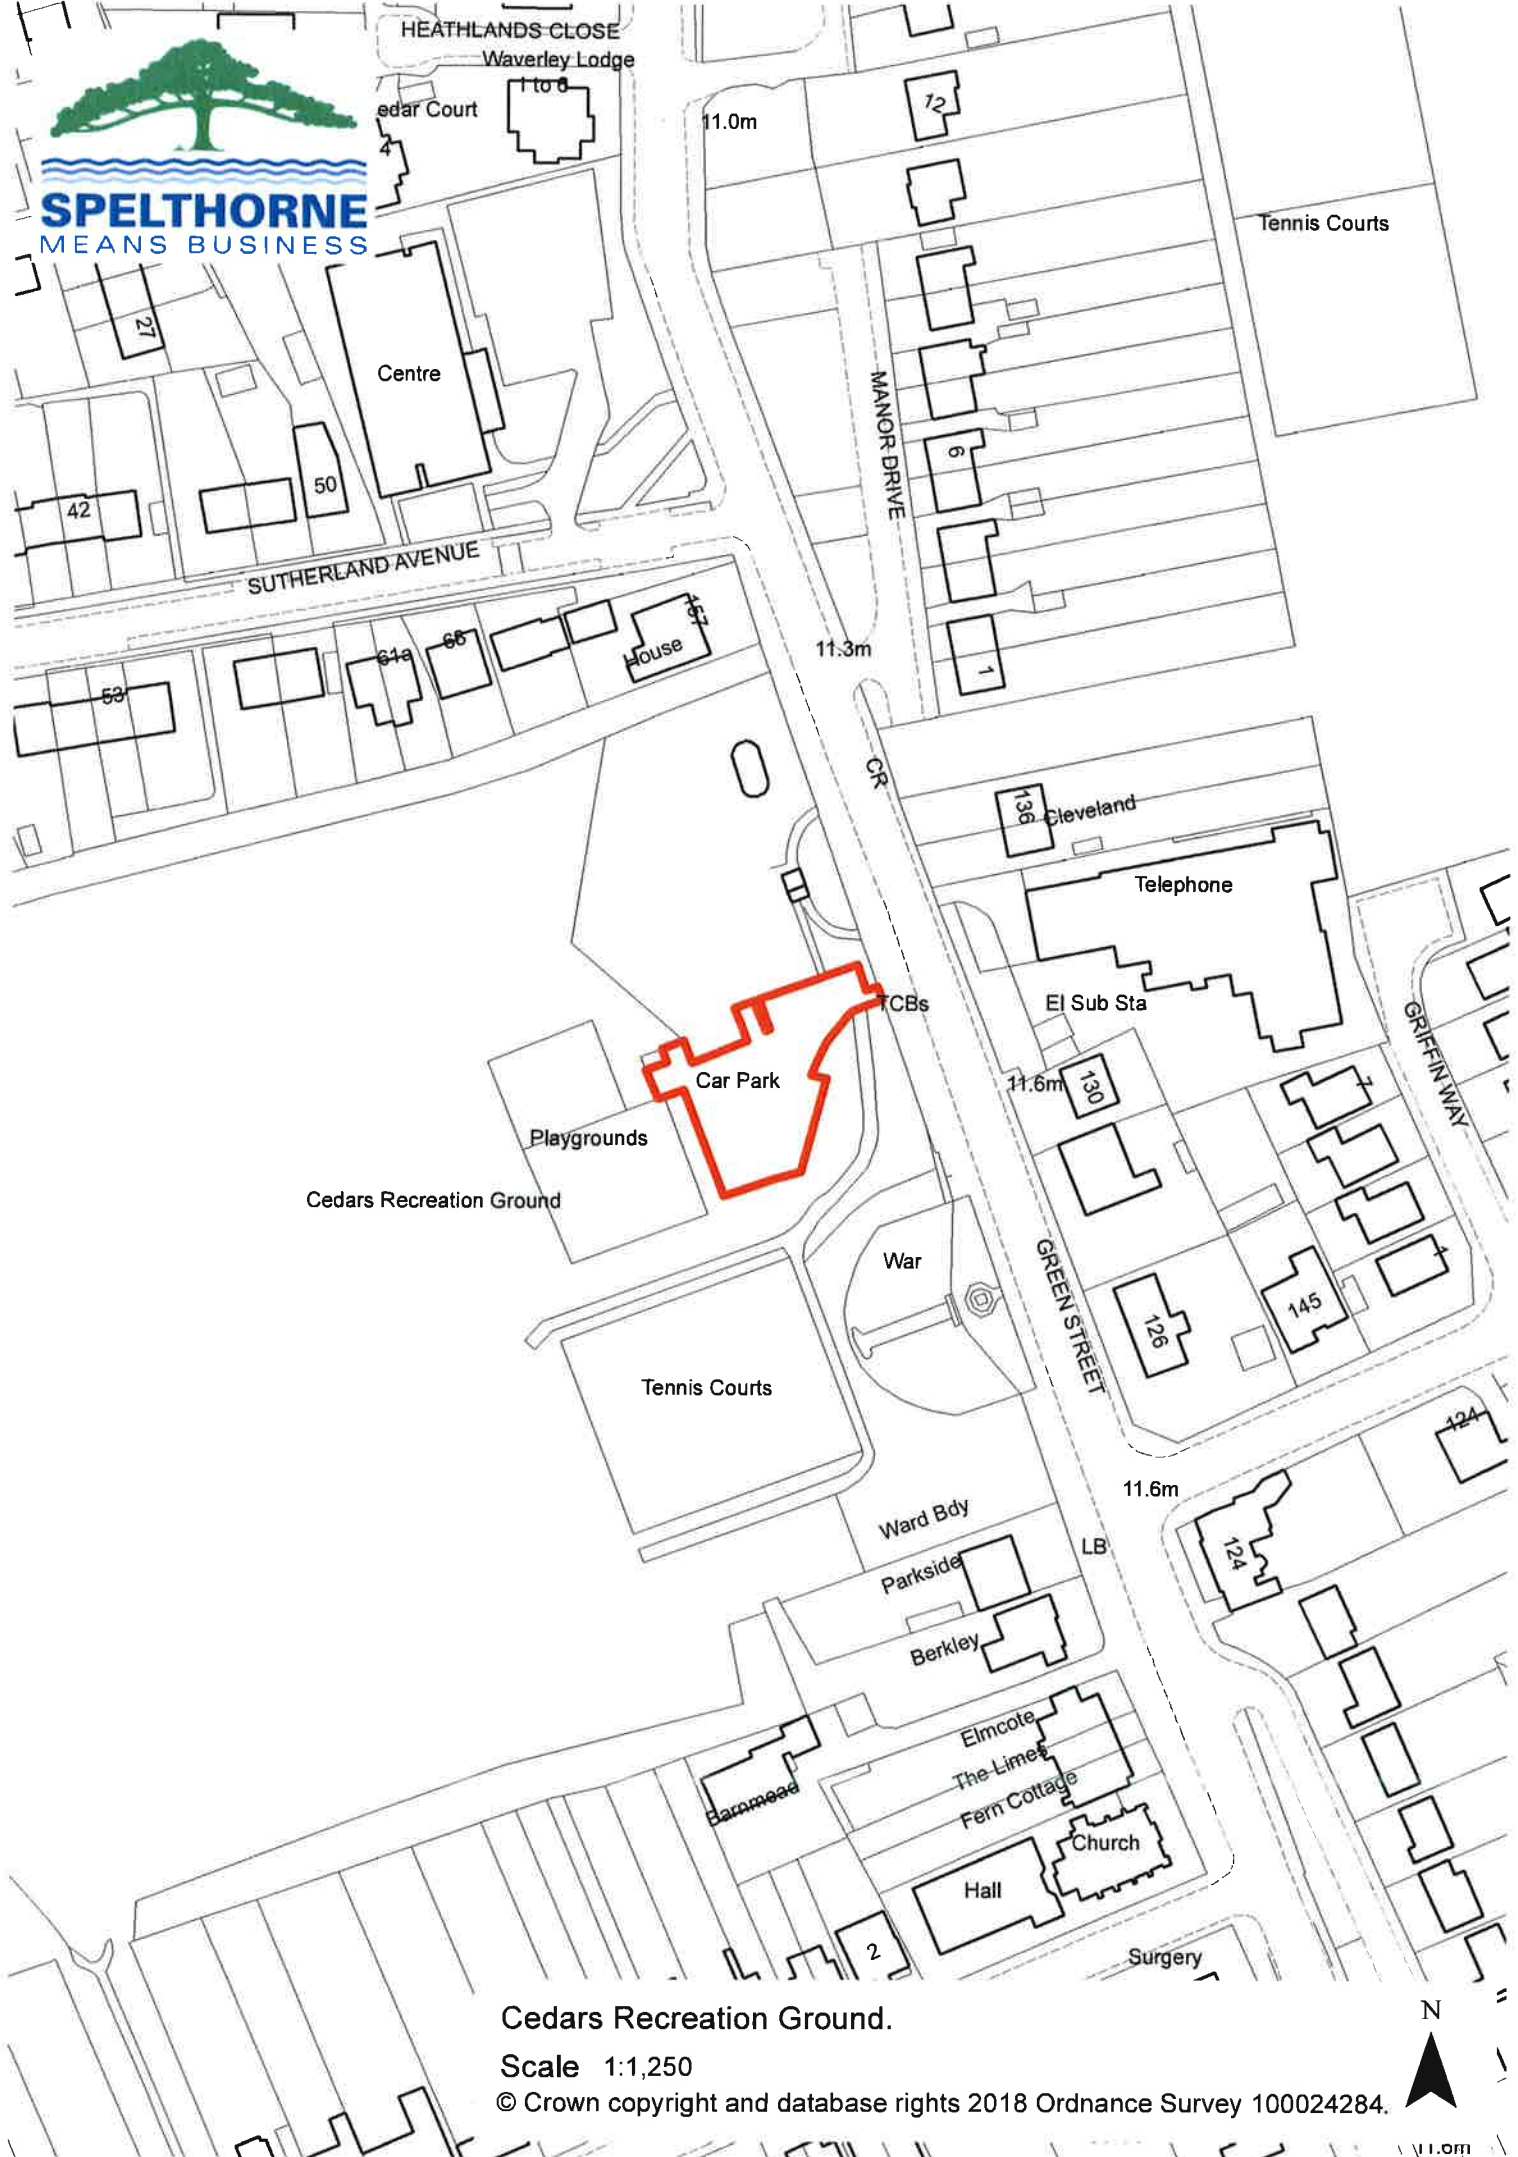 HEATHLANDS CLOSE
Waverley Lodge
1 to 6
edar Court
4
12
11.0m
SPELTHORNE
MEANS BUSINESS
Tennis Courts
27
Centre
MANOR DRIVE
6
50
42
SUTHERLAND AVENUE
157
House
66
61a
53
11.3m
1
CR
136
Cleveland
Telephone
TCBs
El Sub Sta
GRIFFIN WAY
Car Park
11.6m
130
7
Playgrounds
Cedars Recreation Ground
War
GREEN STREET
1
145
126
Tennis Courts
124
11.6m
Ward Bdy
LB
124
Parkside
Berkley
Elmcote
The Limes
Fern Cottage
Barnmead
Church
Hall
2
Surgery
Cedars Recreation Ground.
N
Scale 1:1,250
© Crown copyright and database rights 2018 Ordnance Survey 100024284.
11.6m